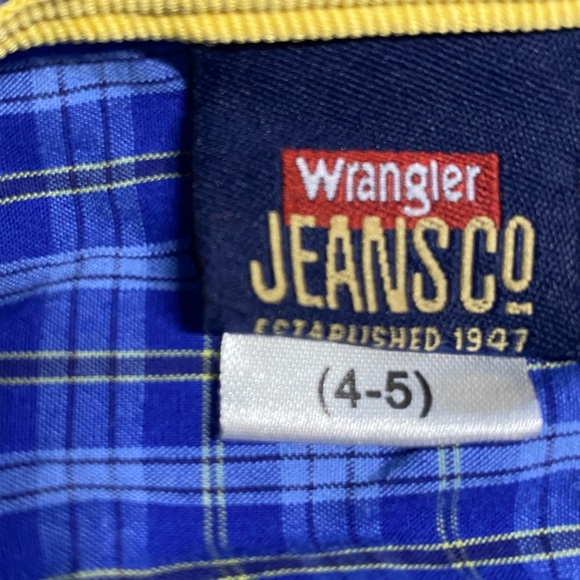 Wrangler
JEANS CO
ESTABLISHED 1947
(4-5)